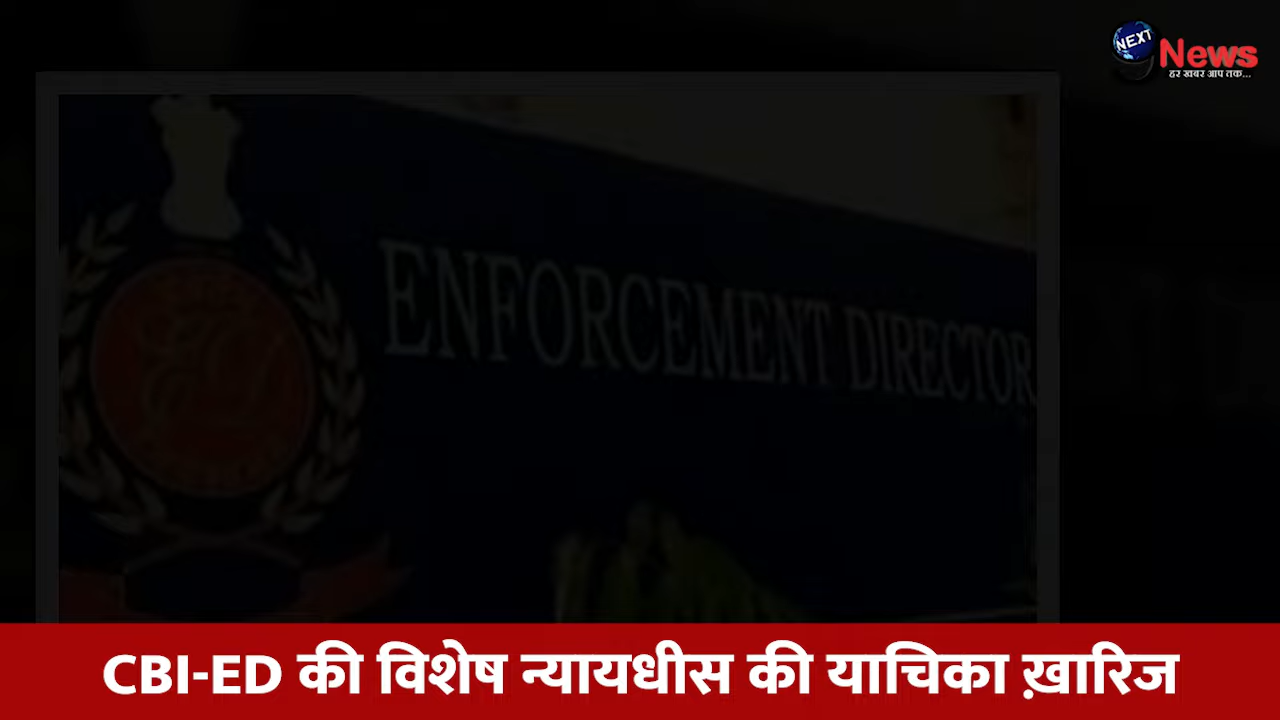 NEXT
News
हर खबर आप तक...
ENFORCEMENT DIRECTOR
CBI-ED की विशेष न्यायधीस की याचिका ख़ारिज